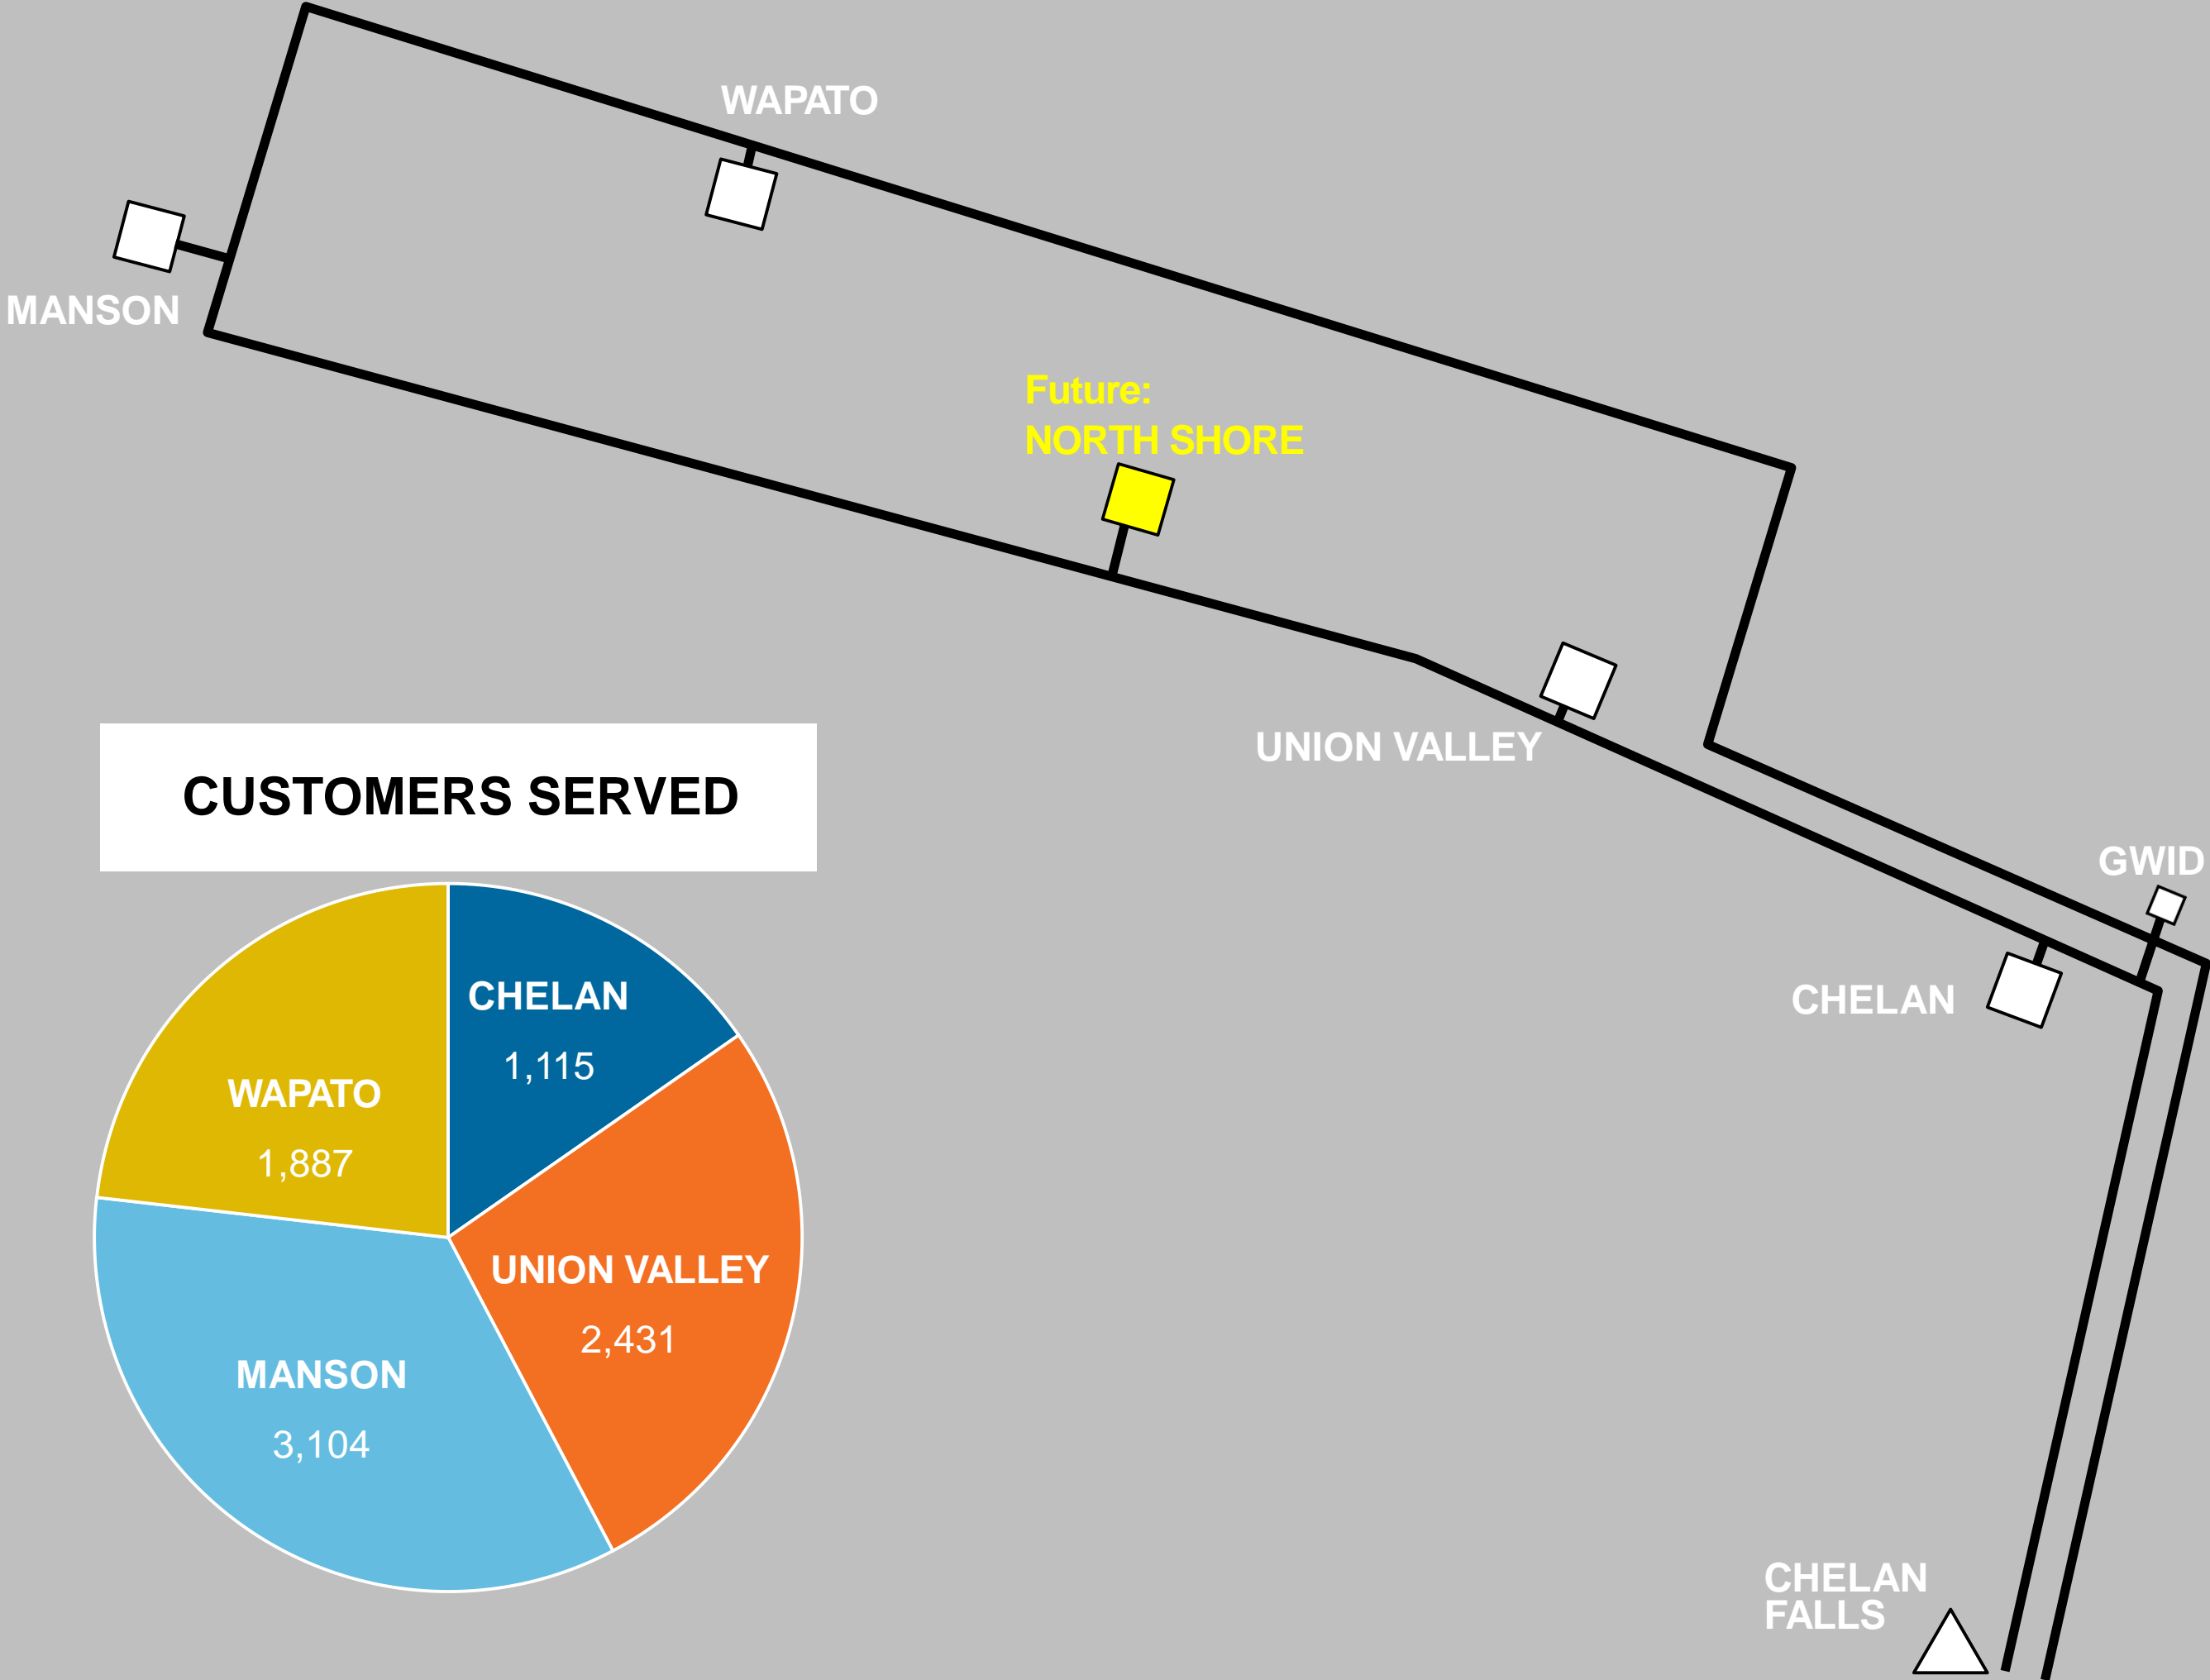 WAPATO
MANSON
Future:
NORTH SHORE
UNION VALLEY
GWID
CHELAN
CUSTOMERS SERVED
CHELAN
1,115
WAPATO
1,887
UNION VALLEY
2,431
MANSON
3,104
CHELAN
FALLS